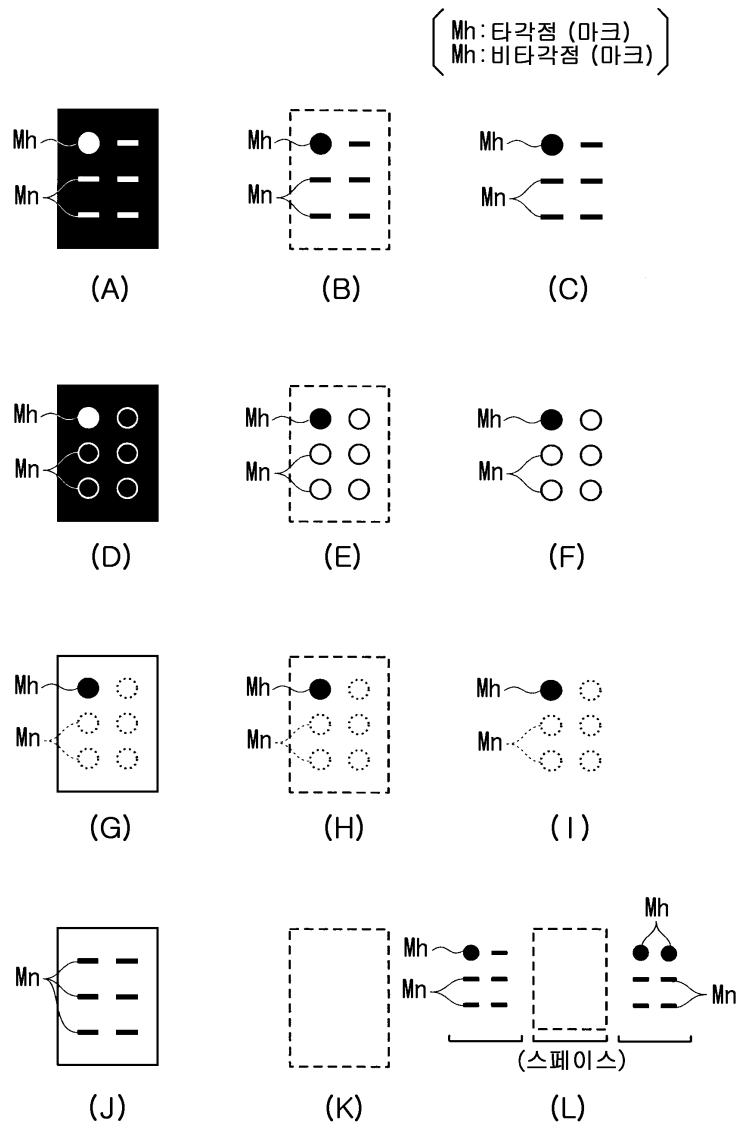 Mh:타각점 (마크)
Mh:비타각점 (마크)
Mh
Mn
(A)
Mh
Mn
(B)
Mh
Mn
(C)
Mh
Mn
(D)
Mh
Mn
(E)
Mh
Mn
(F)
Mh
Mn
(G)
Mh
Mn
(H)
Mh
Mn
(I)
Mn
(J)
(K)
Mh
Mn
Mh
Mn
(스페이스)
(L)